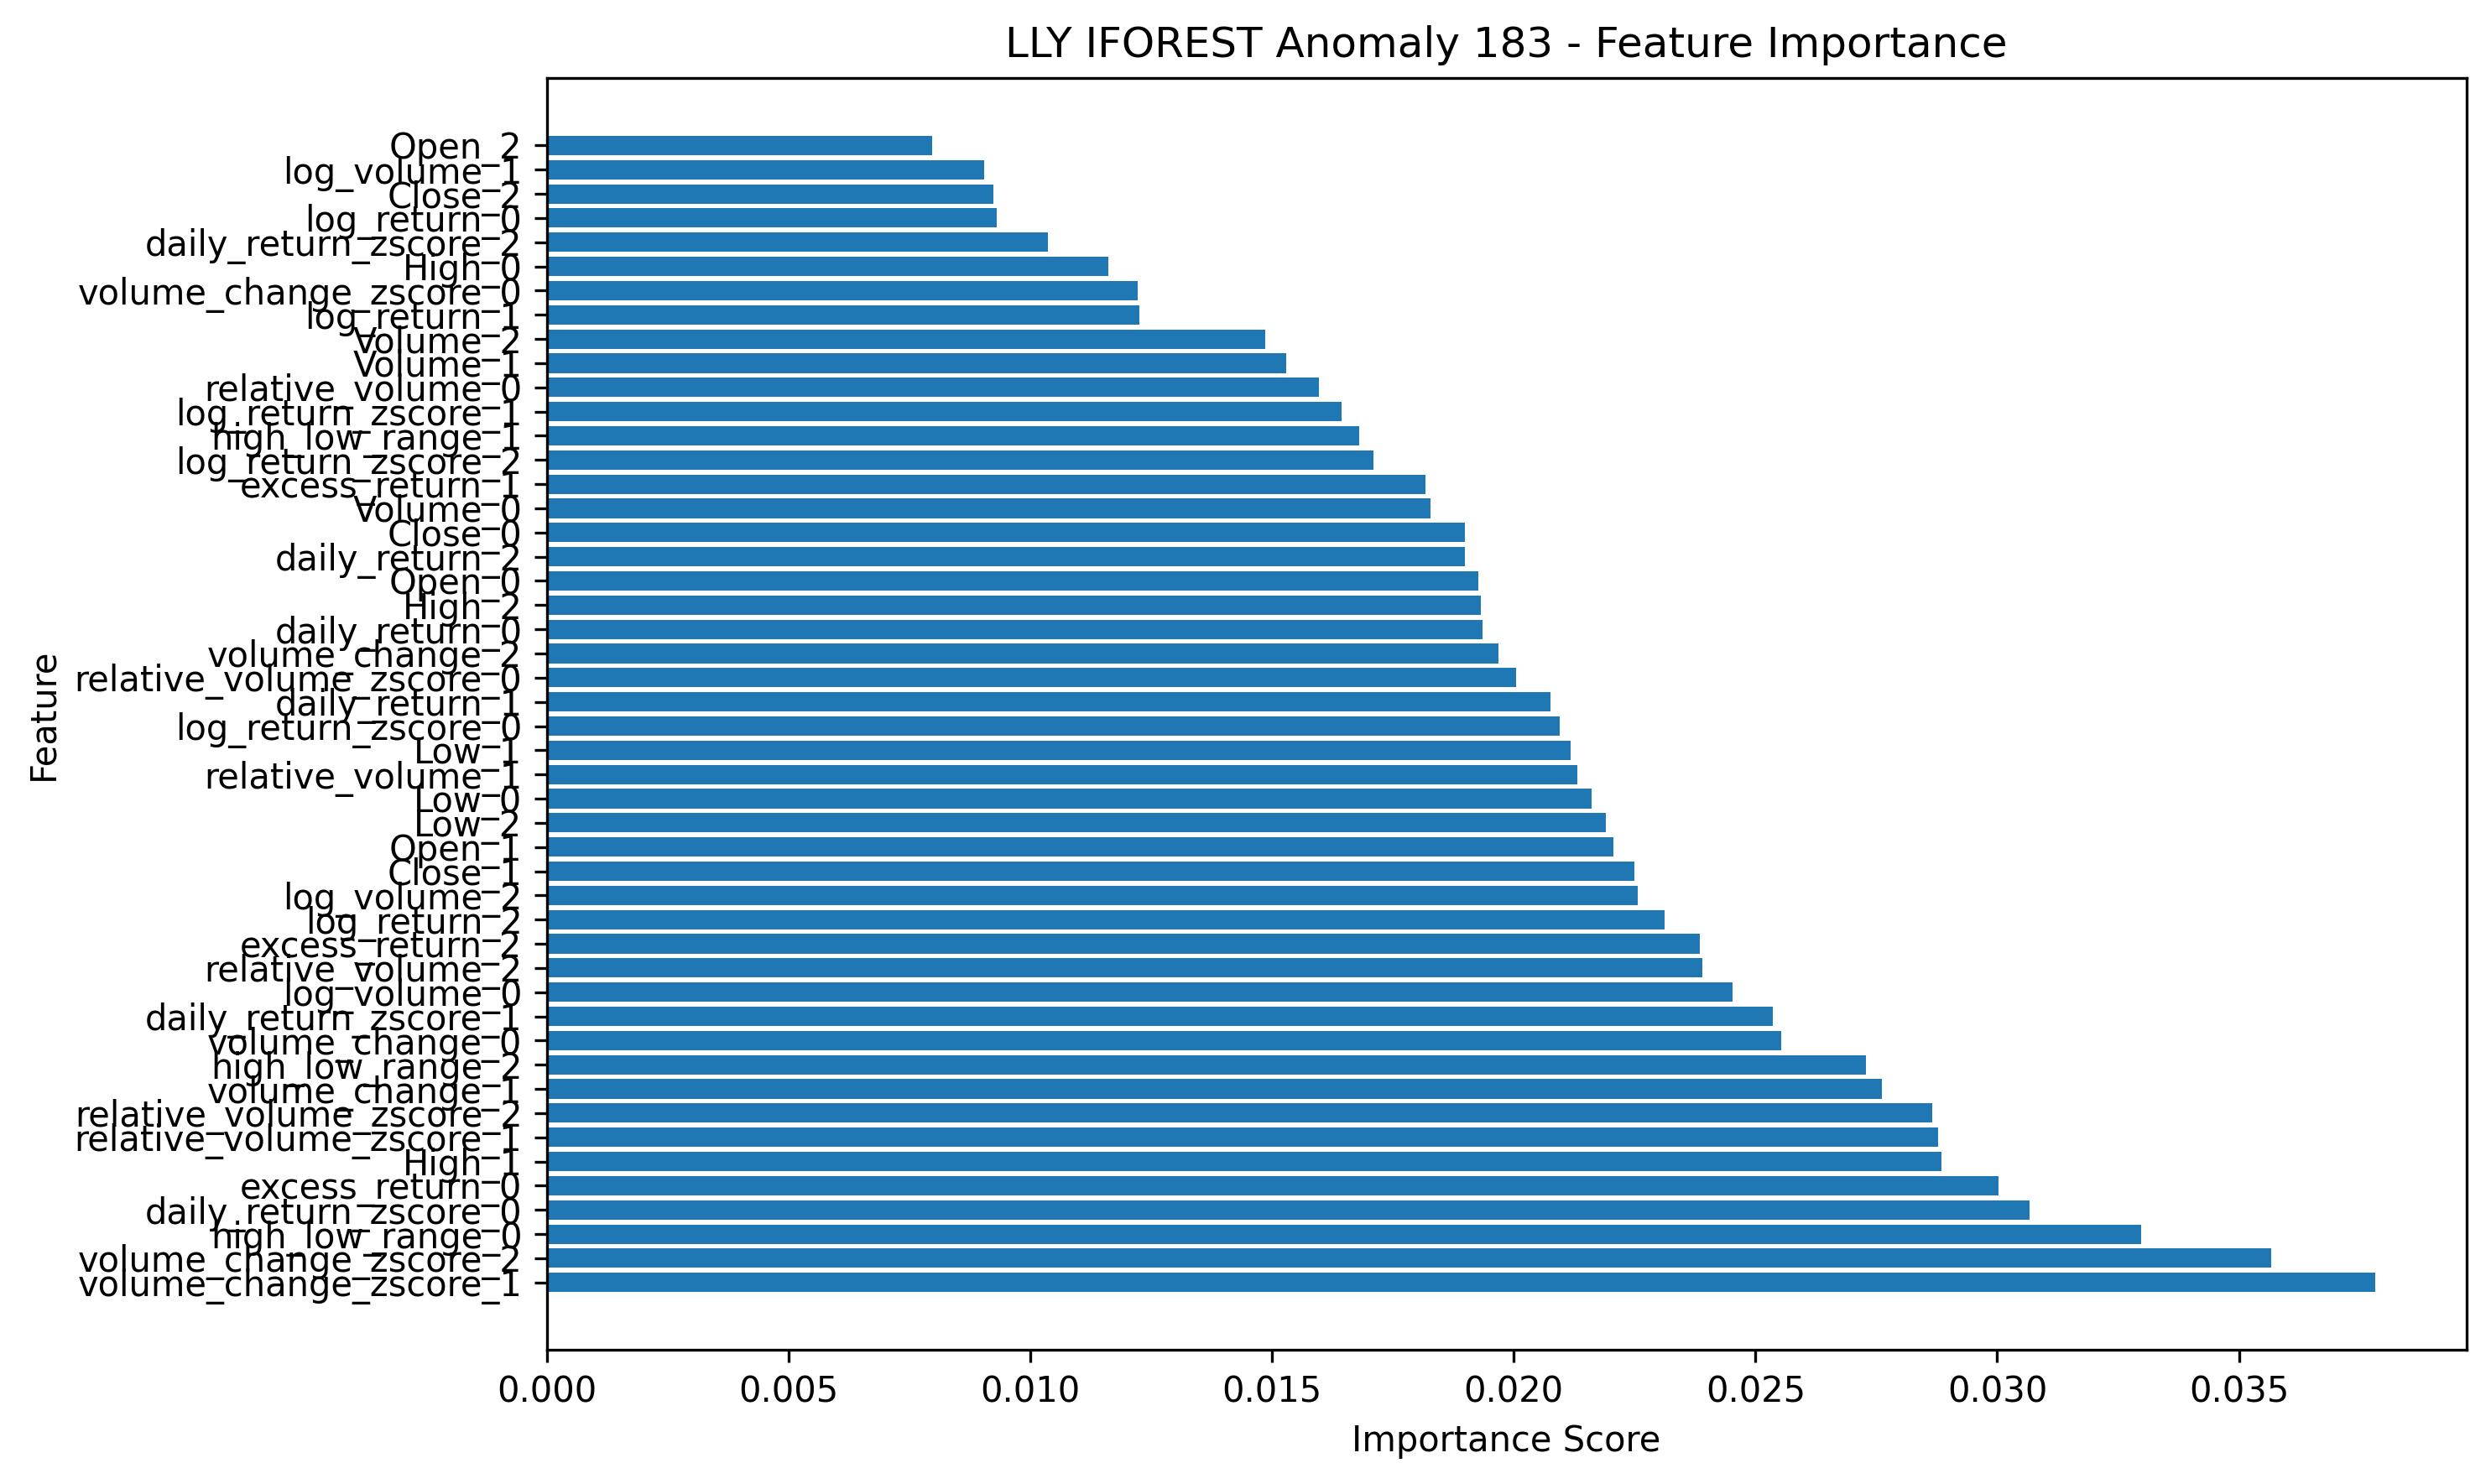 LLY IFOREST Anomaly 183 - Feature Importance
Open_2
log_volume_1
Close_2
log_return_0
daily_return_zscore_2
High_0
volume_change_zscore_0
log_return_1
Volume_2
Volume_1
relative_volume_0
log_return_zscore_1
high_low_range_1
log_return_zscore_2
excess_return_1
Volume_0
Close_0
daily_return_2
Open_0
High_2
daily_return_0
volume_change_2
relative_volume_zscore_0
daily_return_1
log_return_zscore_0
Low_1
relative_volume_1
Low_0
Low_2
Open_1
Close_1
log_volume_2
log_return_2
excess_return_2
relative_volume_2
log_volume_0
daily_return_zscore_1
volume_change_0
high_low_range_2
volume_change_1
relative_volume_zscore_2
relative_volume_zscore_1
High_1
excess_return_0
daily_return_zscore_0
high_low_range_0
volume_change_zscore_2
volume_change_zscore_1
Feature
0.000 0.005 0.010 0.015 0.020 0.025 0.030 0.035
Importance Score